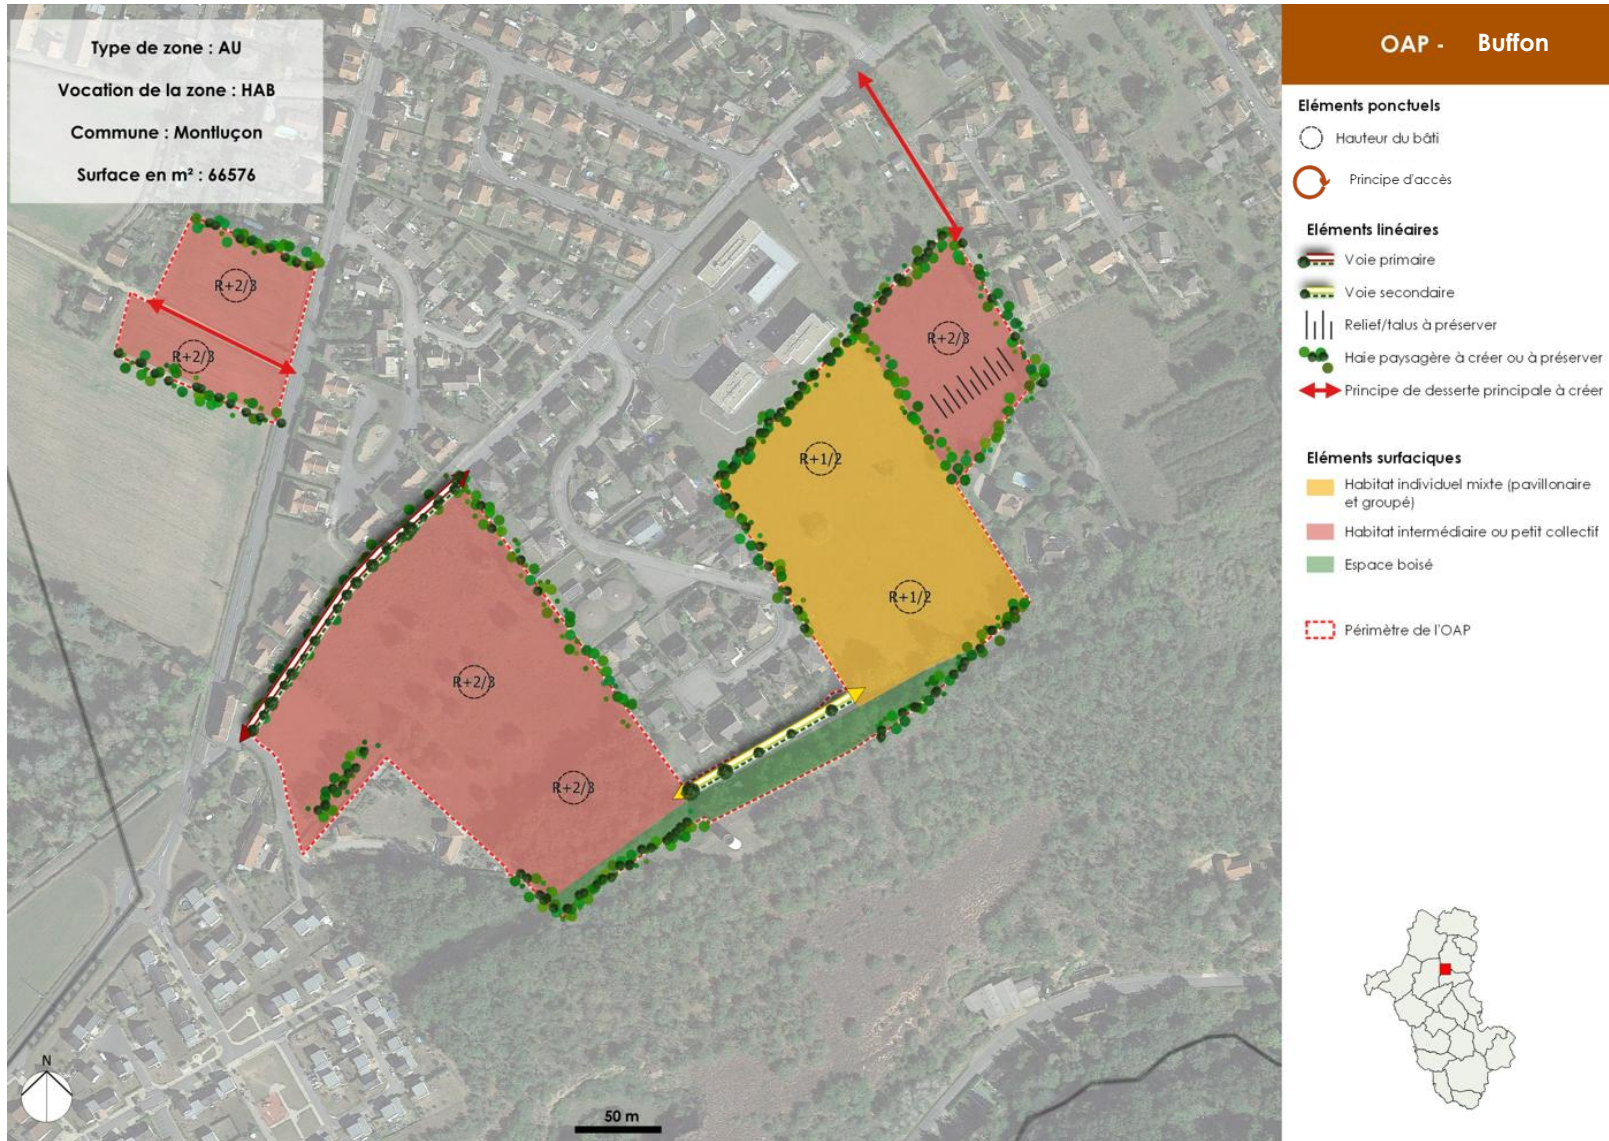 Type de zone : AU
Vocation de la zone : HAB
Commune : Montluçon
Surface en m² : 66576
R+2/3
R+2/3
R+2/3
R+1/2
R+1/2
R+2/3
R+2/3
N
50 m
OAP - Buffon
Eléments ponctuels
Hauteur du bâti
Principe d'accès
Eléments linéaires
Voie primaire
Voie secondaire
Relief/talus à préserver
Haie paysagère à créer ou à préserver
Principe de desserte principale à créer
Eléments surfaciques
Habitat individuel mixte (pavillonaire
et groupé)
Habitat intermédiaire ou petit collectif
Espace boisé
Périmètre de l'OAP